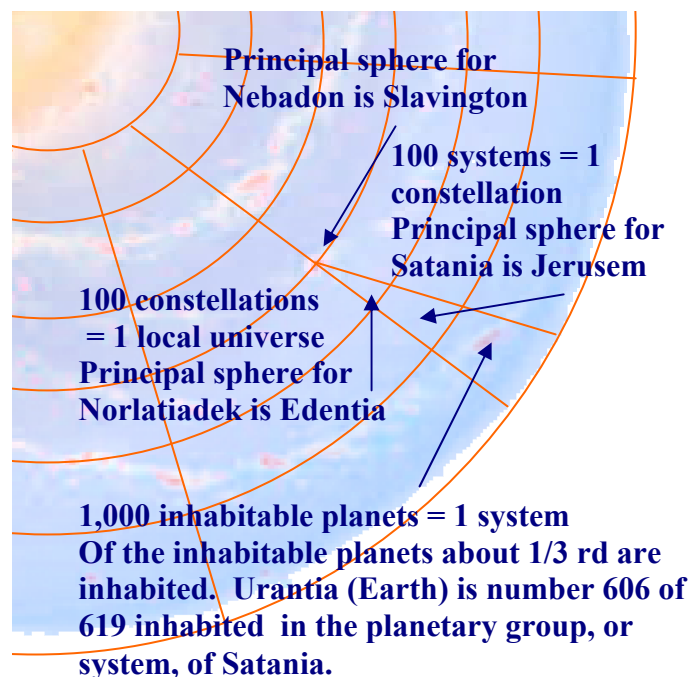 Principal sphere for
Nebadon is Slavington
100 systems = 1
constellation
Principal sphere for
Satania is Jerusem
100 constellations
= 1 local universe
Principal sphere for
Norlatiadek is Edentia
1,000 inhabitable planets = 1 system
Of the inhabitable planets about 1/3 rd are
inhabited.  Urantia (Earth) is number 606 of
619 inhabited  in the planetary group, or
system, of Satania.